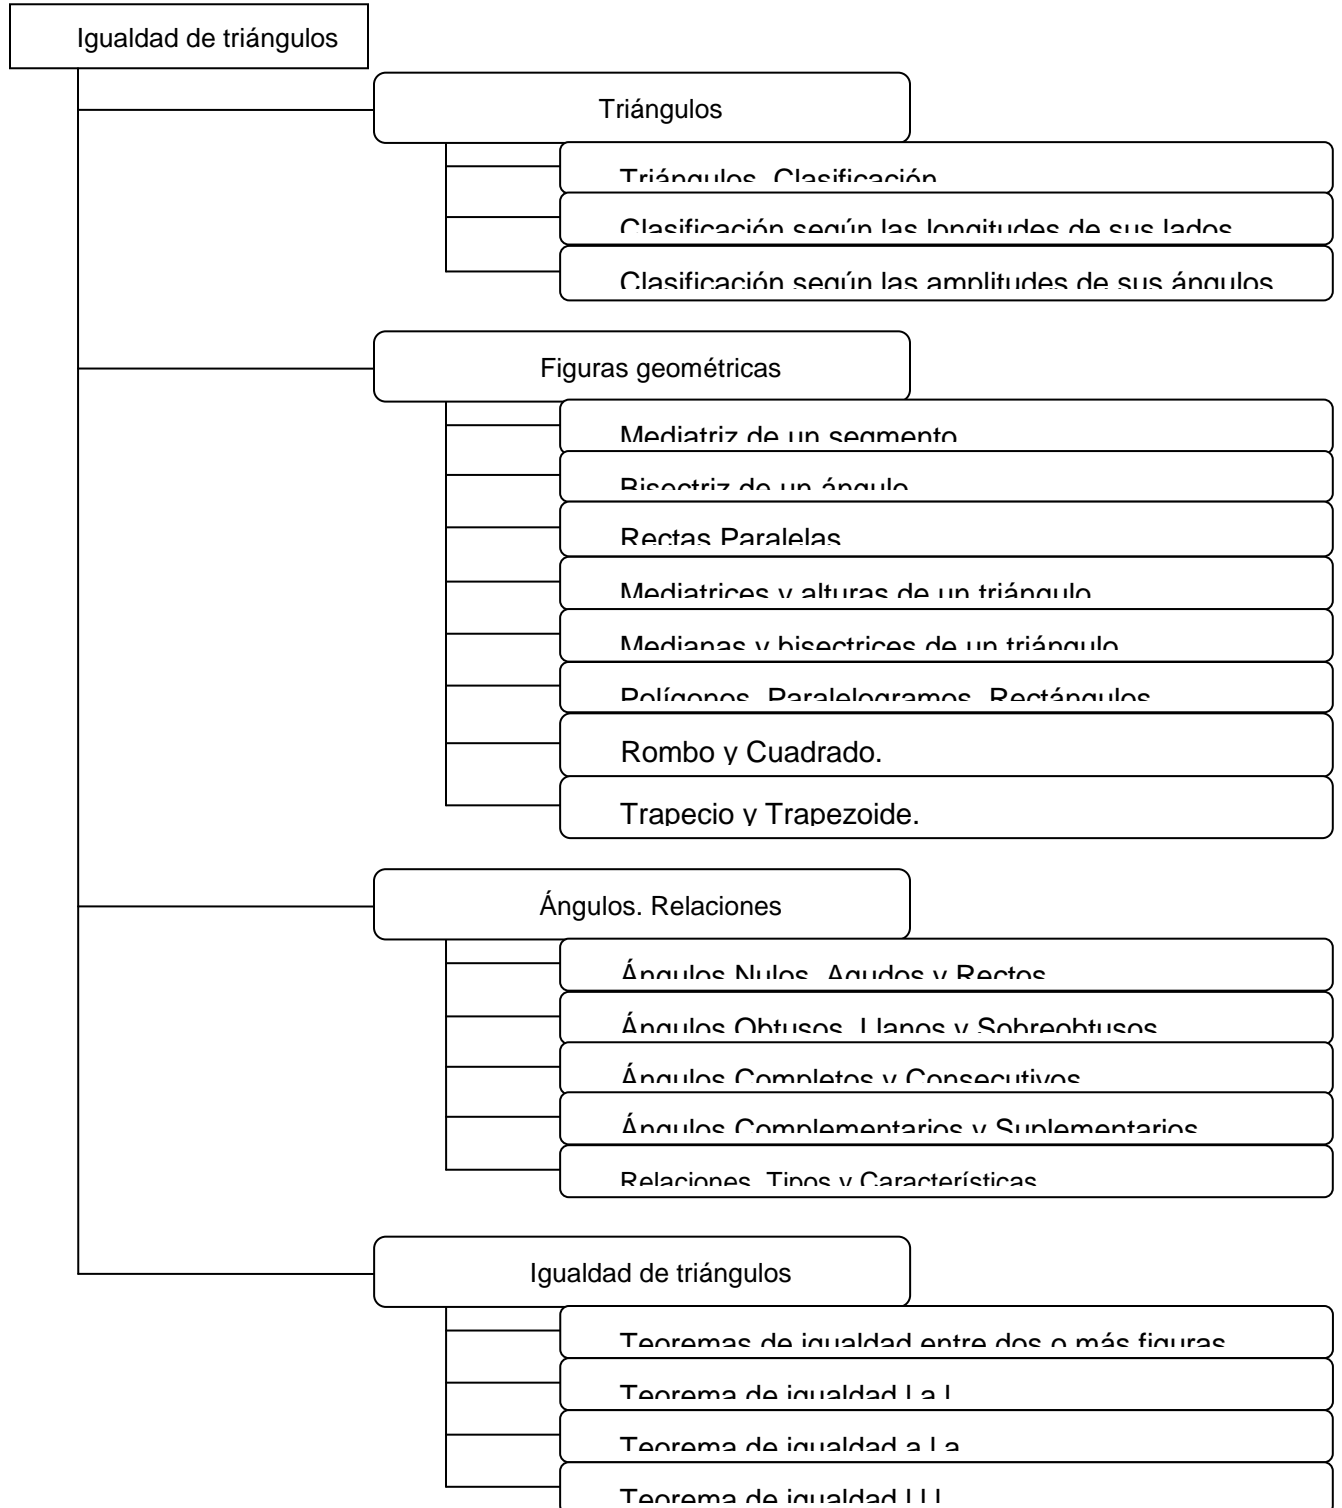 Igualdad de triángulos
Triángulos
Triángulos. Clasificación
Clasificación según las longitudes de sus lados
Clasificación según las amplitudes de sus ángulos
Figuras geométricas
Mediatriz de un segmento
Bisectriz de un ángulo
Rectas Paralelas
Mediatrices y alturas de un triángulo
Medianas y bisectrices de un triángulo
Polígonos. Paralelogramos. Rectángulos
Rombo y Cuadrado.
Trapecio y Trapezoide.
Ángulos. Relaciones
Ángulos Nulos, Agudos y Rectos
Ángulos Obtusos, Llanos y Sobreobtusos
Ángulos Completos y Consecutivos
Ángulos Complementarios y Suplementarios
Relaciones. Tipos y Características
Igualdad de triángulos
Teoremas de igualdad entre dos o más figuras
Teorema de igualdad l.a.l
Teorema de igualdad a.l.a
Teorema de igualdad l.l.l